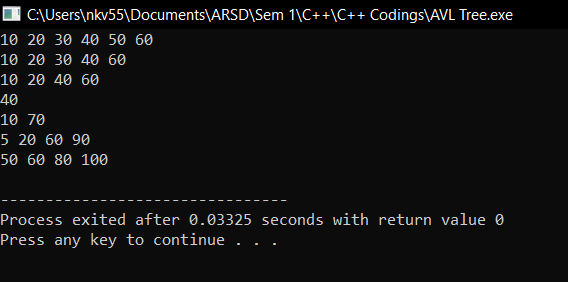 C:\Users\nkv55\Documents\ARSD\Sem 1\C++\C++ Codings\AVL Tree.exe
10 20 30 40 50 60
10 20 30 40 60
10 20 40 60
40
10 70
5 20 60 90
50 60 80 100
--------------------------------
Process exited after 0.03325 seconds with return value 0
Press any key to continue . . .